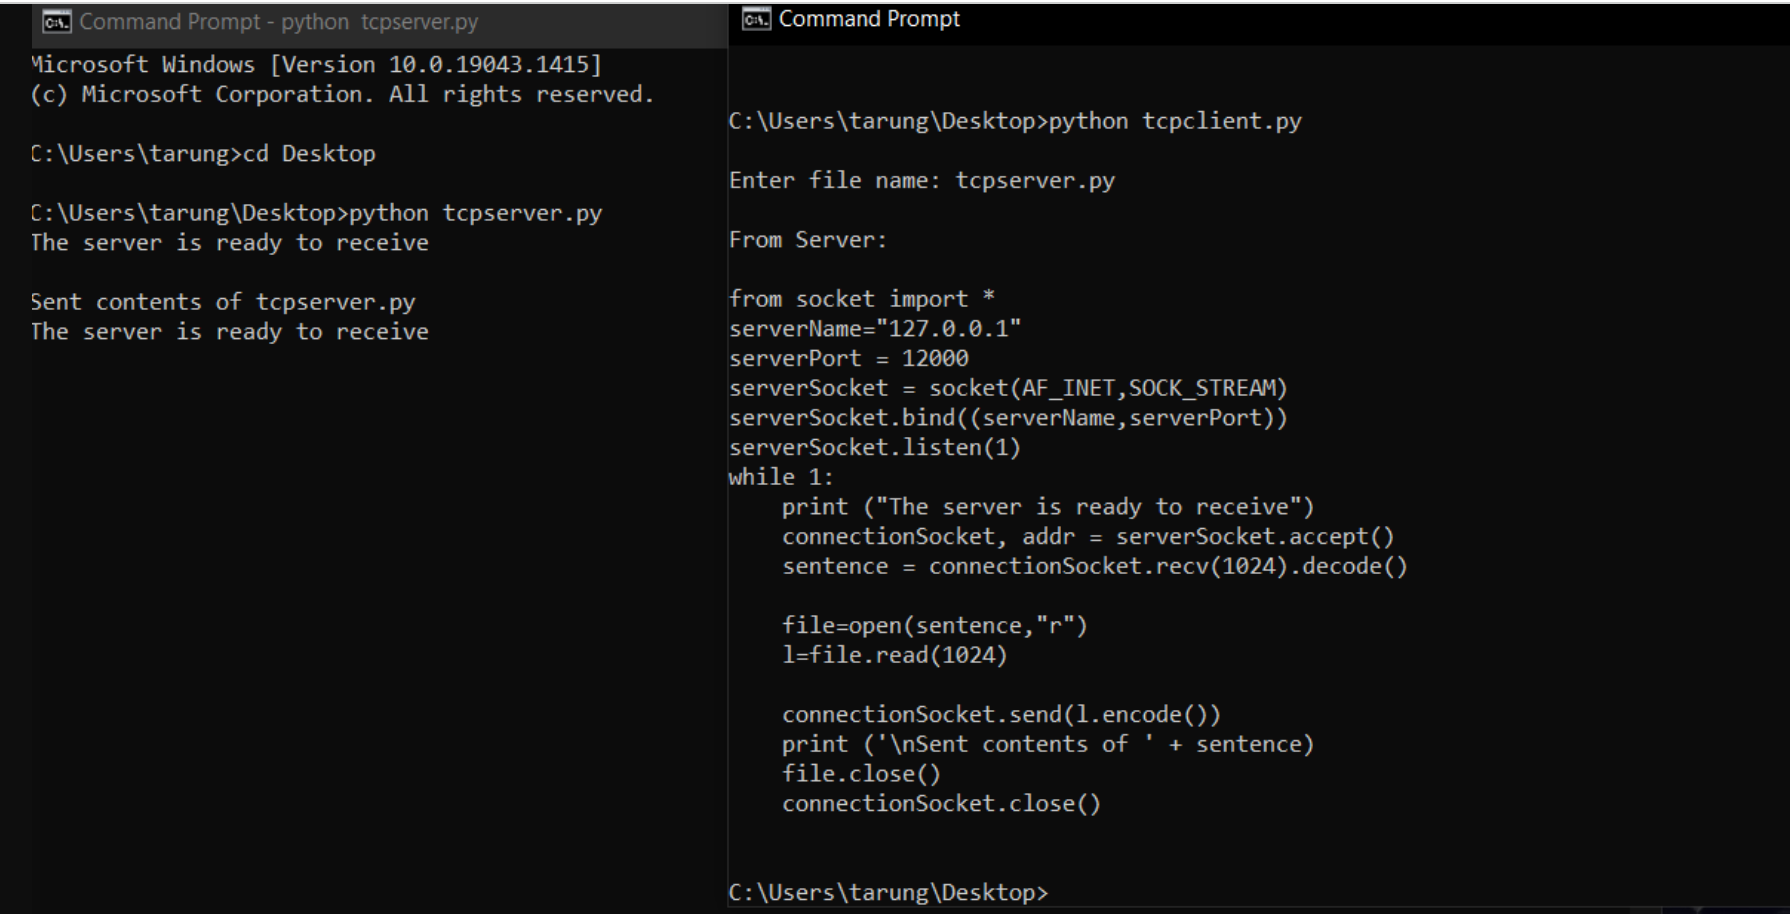 Command Prompt - python  tcpserver.py
Microsoft Windows [Version 10.0.19043.1415]
(c) Microsoft Corporation. All rights reserved.
C:\Users\tarung>cd Desktop
C:\Users\tarung\Desktop>python tcpserver.py
The server is ready to receive
Sent contents of tcpserver.py
The server is ready to receive
Command Prompt
C:\Users\tarung\Desktop>python tcpclient.py
Enter file name: tcpserver.py
From Server:
from socket import *
serverName="127.0.0.1"
serverPort = 12000
serverSocket = socket(AF_INET,SOCK_STREAM)
serverSocket.bind((serverName,serverPort))
serverSocket.listen(1)
while 1:
    print ("The server is ready to receive")
    connectionSocket, addr = serverSocket.accept()
    sentence = connectionSocket.recv(1024).decode()
    file=open(sentence,"r")
    l=file.read(1024)
    connectionSocket.send(l.encode())
    print ('\nSent contents of ' + sentence)
    file.close()
    connectionSocket.close()
C:\Users\tarung\Desktop>